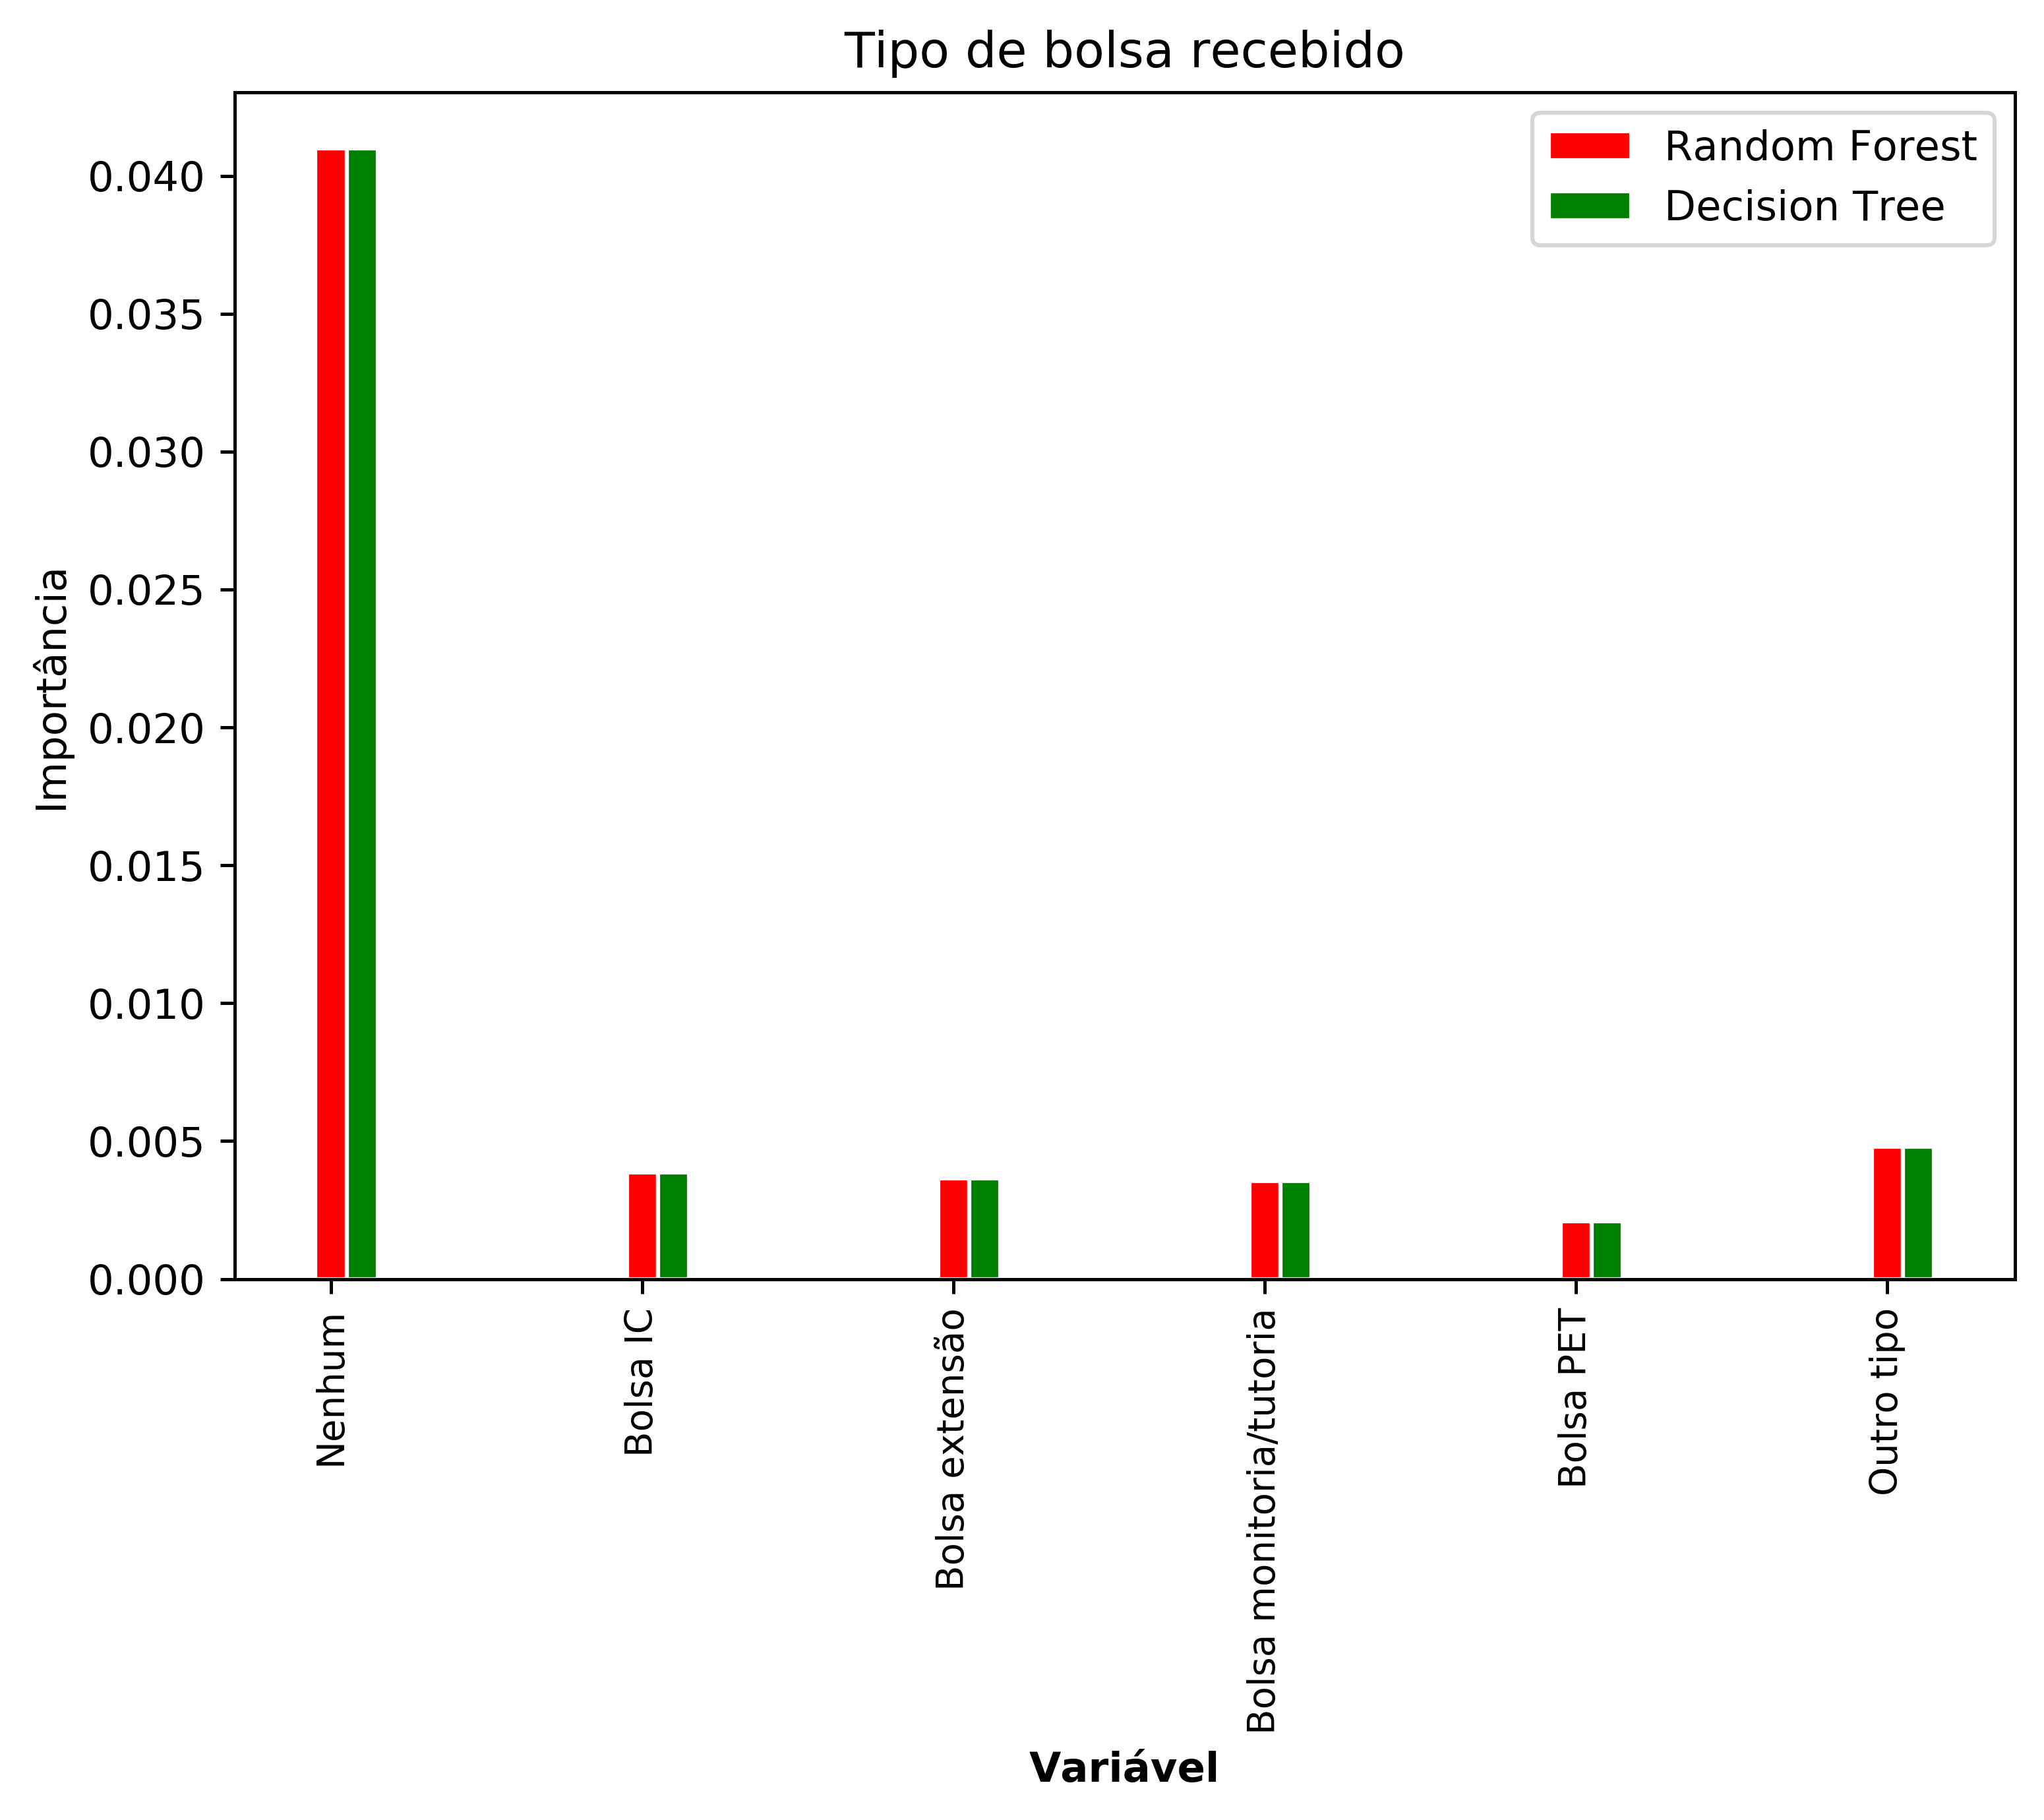 Tipo de bolsa recebido
Random Forest
Decision Tree
Importância
0.040
0.035
0.030
0.025
0.020
0.015
0.010
0.005
0.000
Nenhum
Bolsa IC
Bolsa extensão
Bolsa monitoria/tutoria
Bolsa PET
Outro tipo
Variável